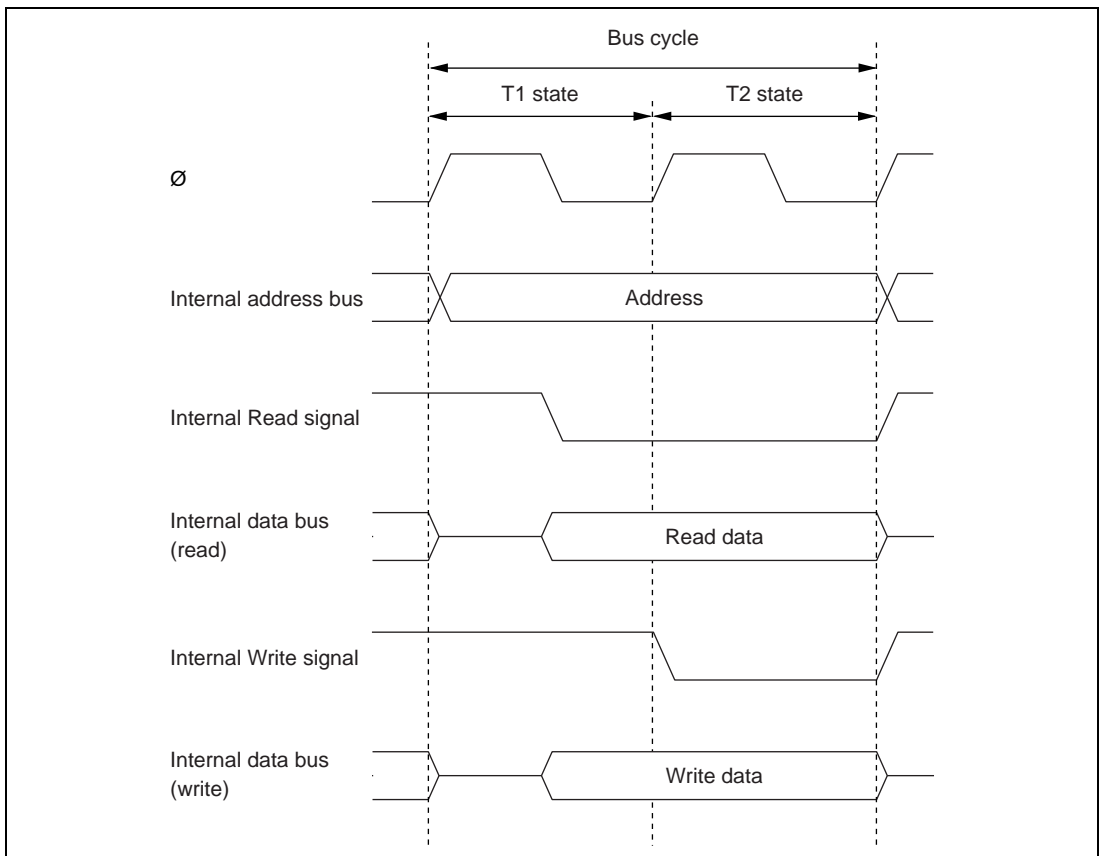 Bus cycle
T1 state
T2 state
Ø
Internal address bus
Address
Internal Read signal
Internal data bus
(read)
Read data
Internal Write signal
Internal data bus
(write)
Write data